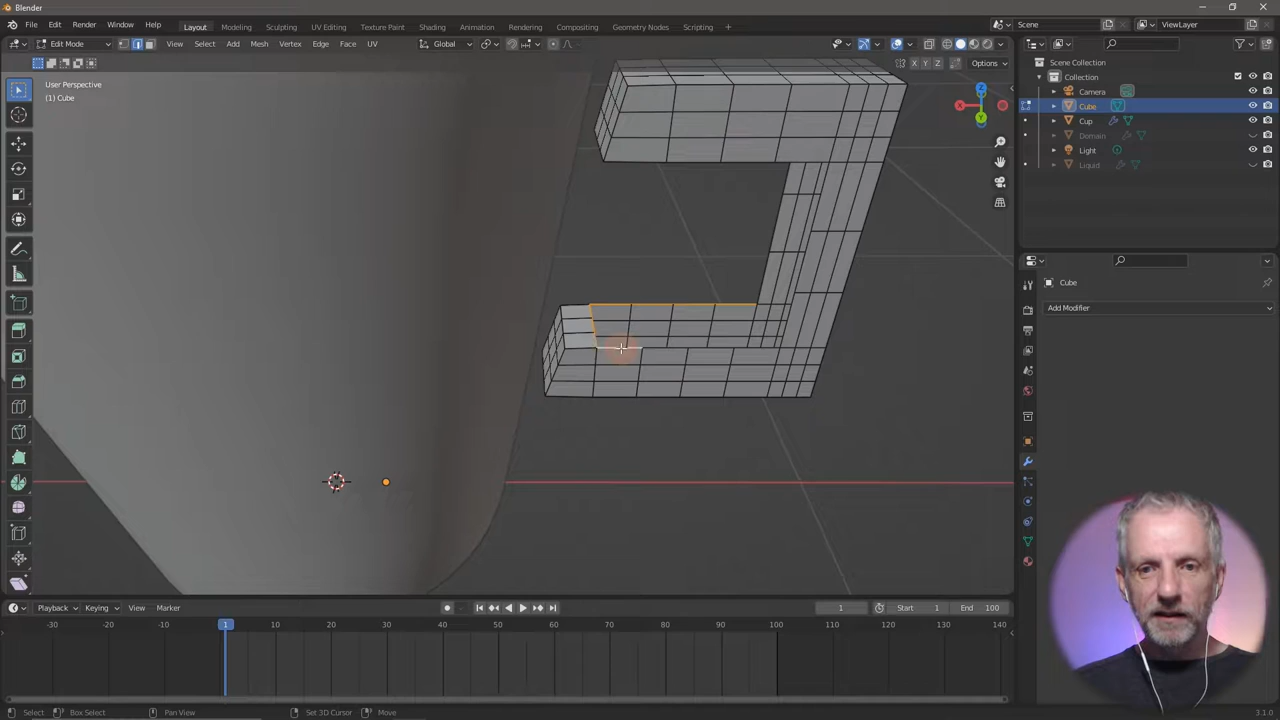 Blender
File Edit Render Window Help
Layout Modeling Sculpting UV Editing Texture Paint Shading Animation Rendering Compositing Geometry Nodes Scripting +
Scene
ViewLayer
Edit Mode
View Select Add Mesh Vertex Edge Face UV
Global
X Y Z
Options
User Perspective
(1) Cube
Z
X
Y
Scene Collection
Collection
Camera
Cube
Cup
Domain
Light
Liquid
Cube
Add Modifier
Playback Keying View Marker
1
Start 1
End 100
-30 -20 -10 1 10 20 30 40 50 60 70 80 90 100 110 120 130 140
Select Box Select Pan View Set 3D Cursor Move
3.1.0